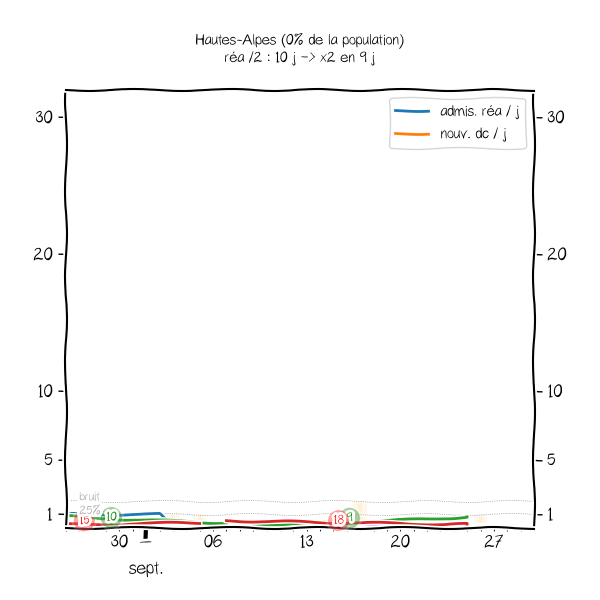 Hautes-Alpes (0% de la population)
réa /2 : 10 j -> x2 en 9 j
admis. réa / j
nouv. dc / j
30 30
20 20
10 10
5 5
... bruit
25%
1 1
15 10 18 9
30 06 13 20 27
sept.